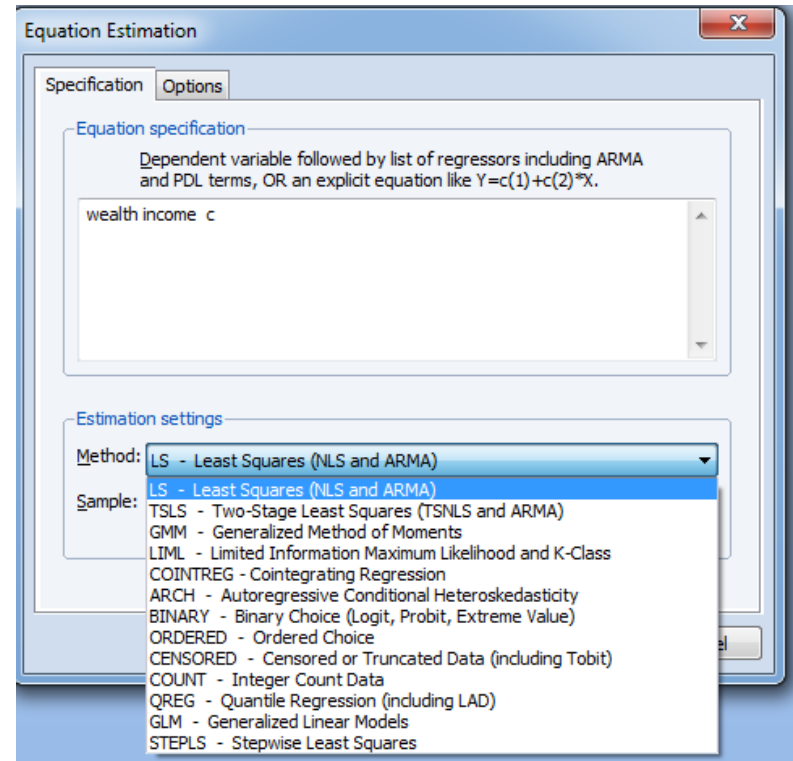 Equation Estimation
Specification Options
Equation specification
Dependent variable followed by list of regressors including ARMA
and PDL terms, OR an explicit equation like Y=c(1)+c(2)*X.
wealth income c
Estimation settings
Method: LS - Least Squares (NLS and ARMA)
LS - Least Squares (NLS and ARMA)
Sample:
TSLS - Two-Stage Least Squares (TSNLS and ARMA)
GMM - Generalized Method of Moments
LIML - Limited Information Maximum Likelihood and K-Class
COINTREG - Cointegrating Regression
ARCH - Autoregressive Conditional Heteroskedasticity
BINARY - Binary Choice (Logit, Probit, Extreme Value)
ORDERED - Ordered Choice
CENSORED - Censored or Truncated Data (including Tobit)
COUNT - Integer Count Data
QREG - Quantile Regression (including LAD)
GLM - Generalized Linear Models
STEPLS - Stepwise Least Squares